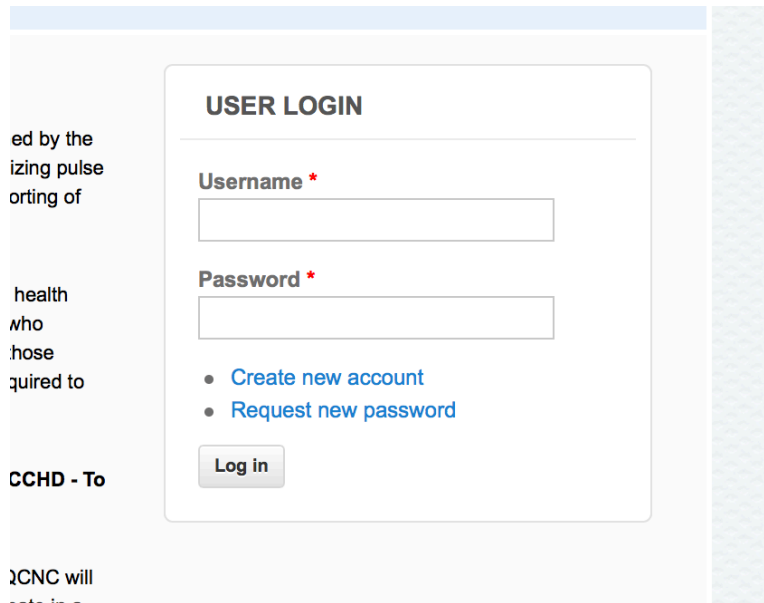 USER LOGIN
ed by the
izing pulse
orting of
Username *
Password *
health
who
those
quired to
Create new account
Request new password
Log in
CCHD - To
QCNC will